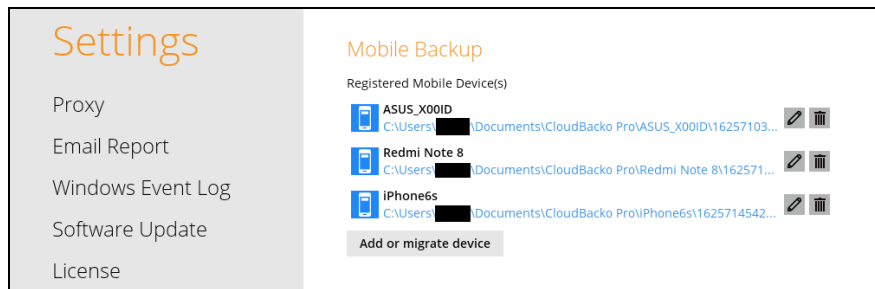 Settings
Proxy
Email Report
Windows Event Log
Software Update
License
Mobile Backup
Registered Mobile Device(s)
ASUS_X00ID
C:\Users\ \Documents\CloudBacko Pro\ASUS_X00ID\16257103...
Redmi Note 8
C:\Users\ \Documents\CloudBacko Pro\Redmi Note 8\162571...
iPhone6s
C:\Users\ \Documents\CloudBacko Pro\iPhone6s\1625714542...
Add or migrate device